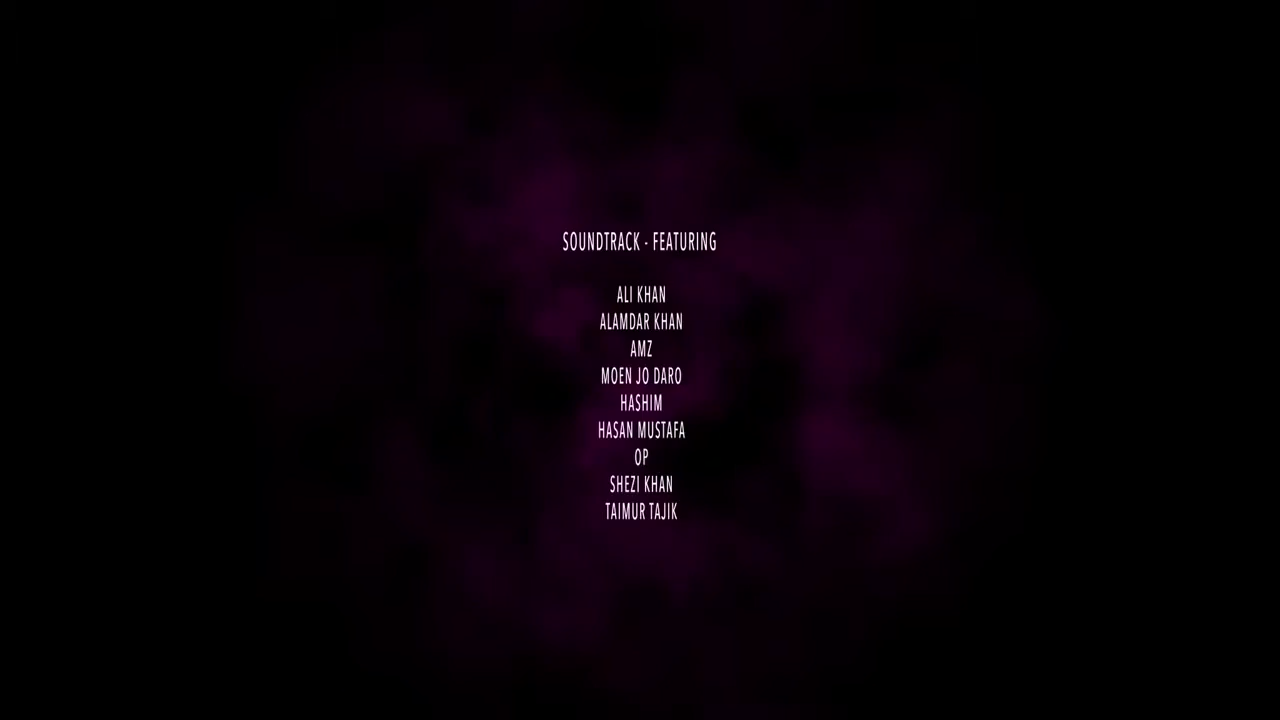 SOUNDTRACK - FEATURING
ALI KHAN
ALAMDAR KHAN
AMZ
MOEN JO DARO
HASHIM
HASAN MUSTAFA
OP
SHEZI KHAN
TAIMUR TAJIK